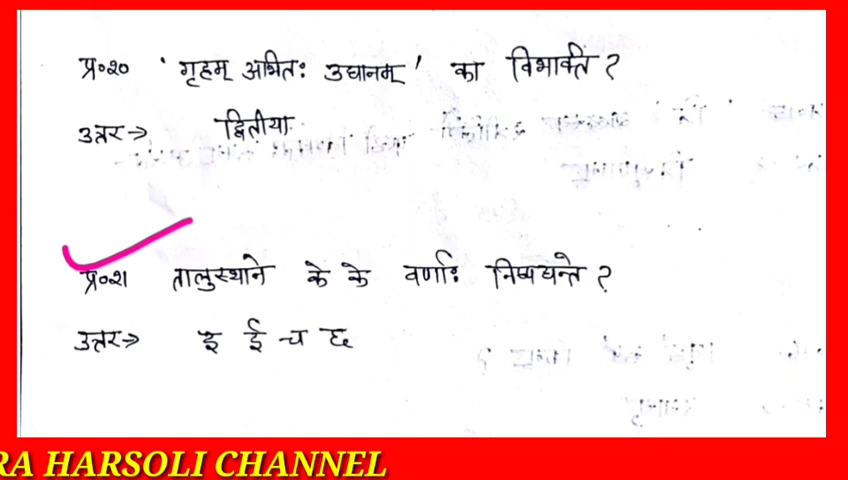 प्र०२० ' गृहम् अभितः उद्यानम् ' का विभक्ति ?
उत्तर→ द्वितीया
प्र०२१ तालुस्थाने के के वर्णाः निष्पद्यन्ते ?
उत्तर→ इ ई च छ
RA HARSOLI CHANNEL